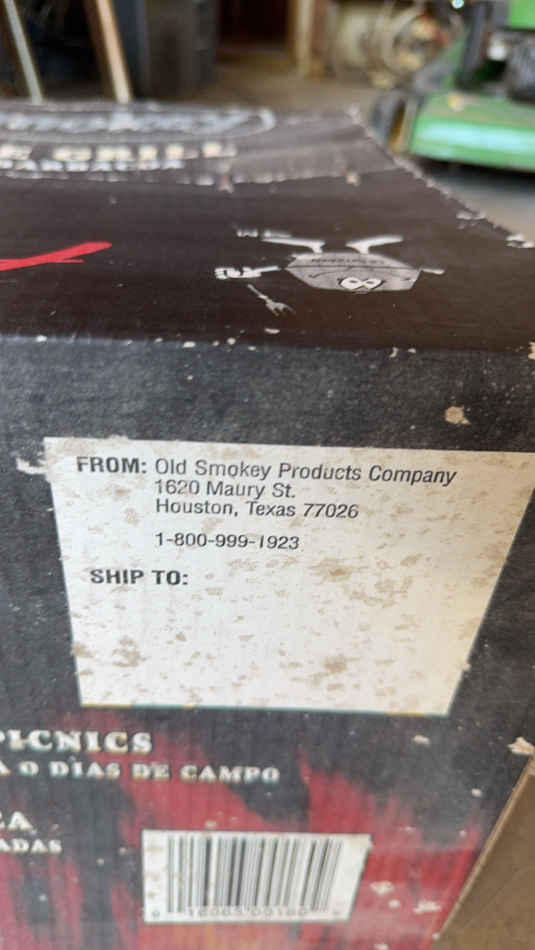 GRILL
FROM: Old Smokey Products Company
1620 Maury St.
Houston, Texas 77026
1-800-999-1923
SHIP TO:
PICNICS
A O DIAS DE CAMPO